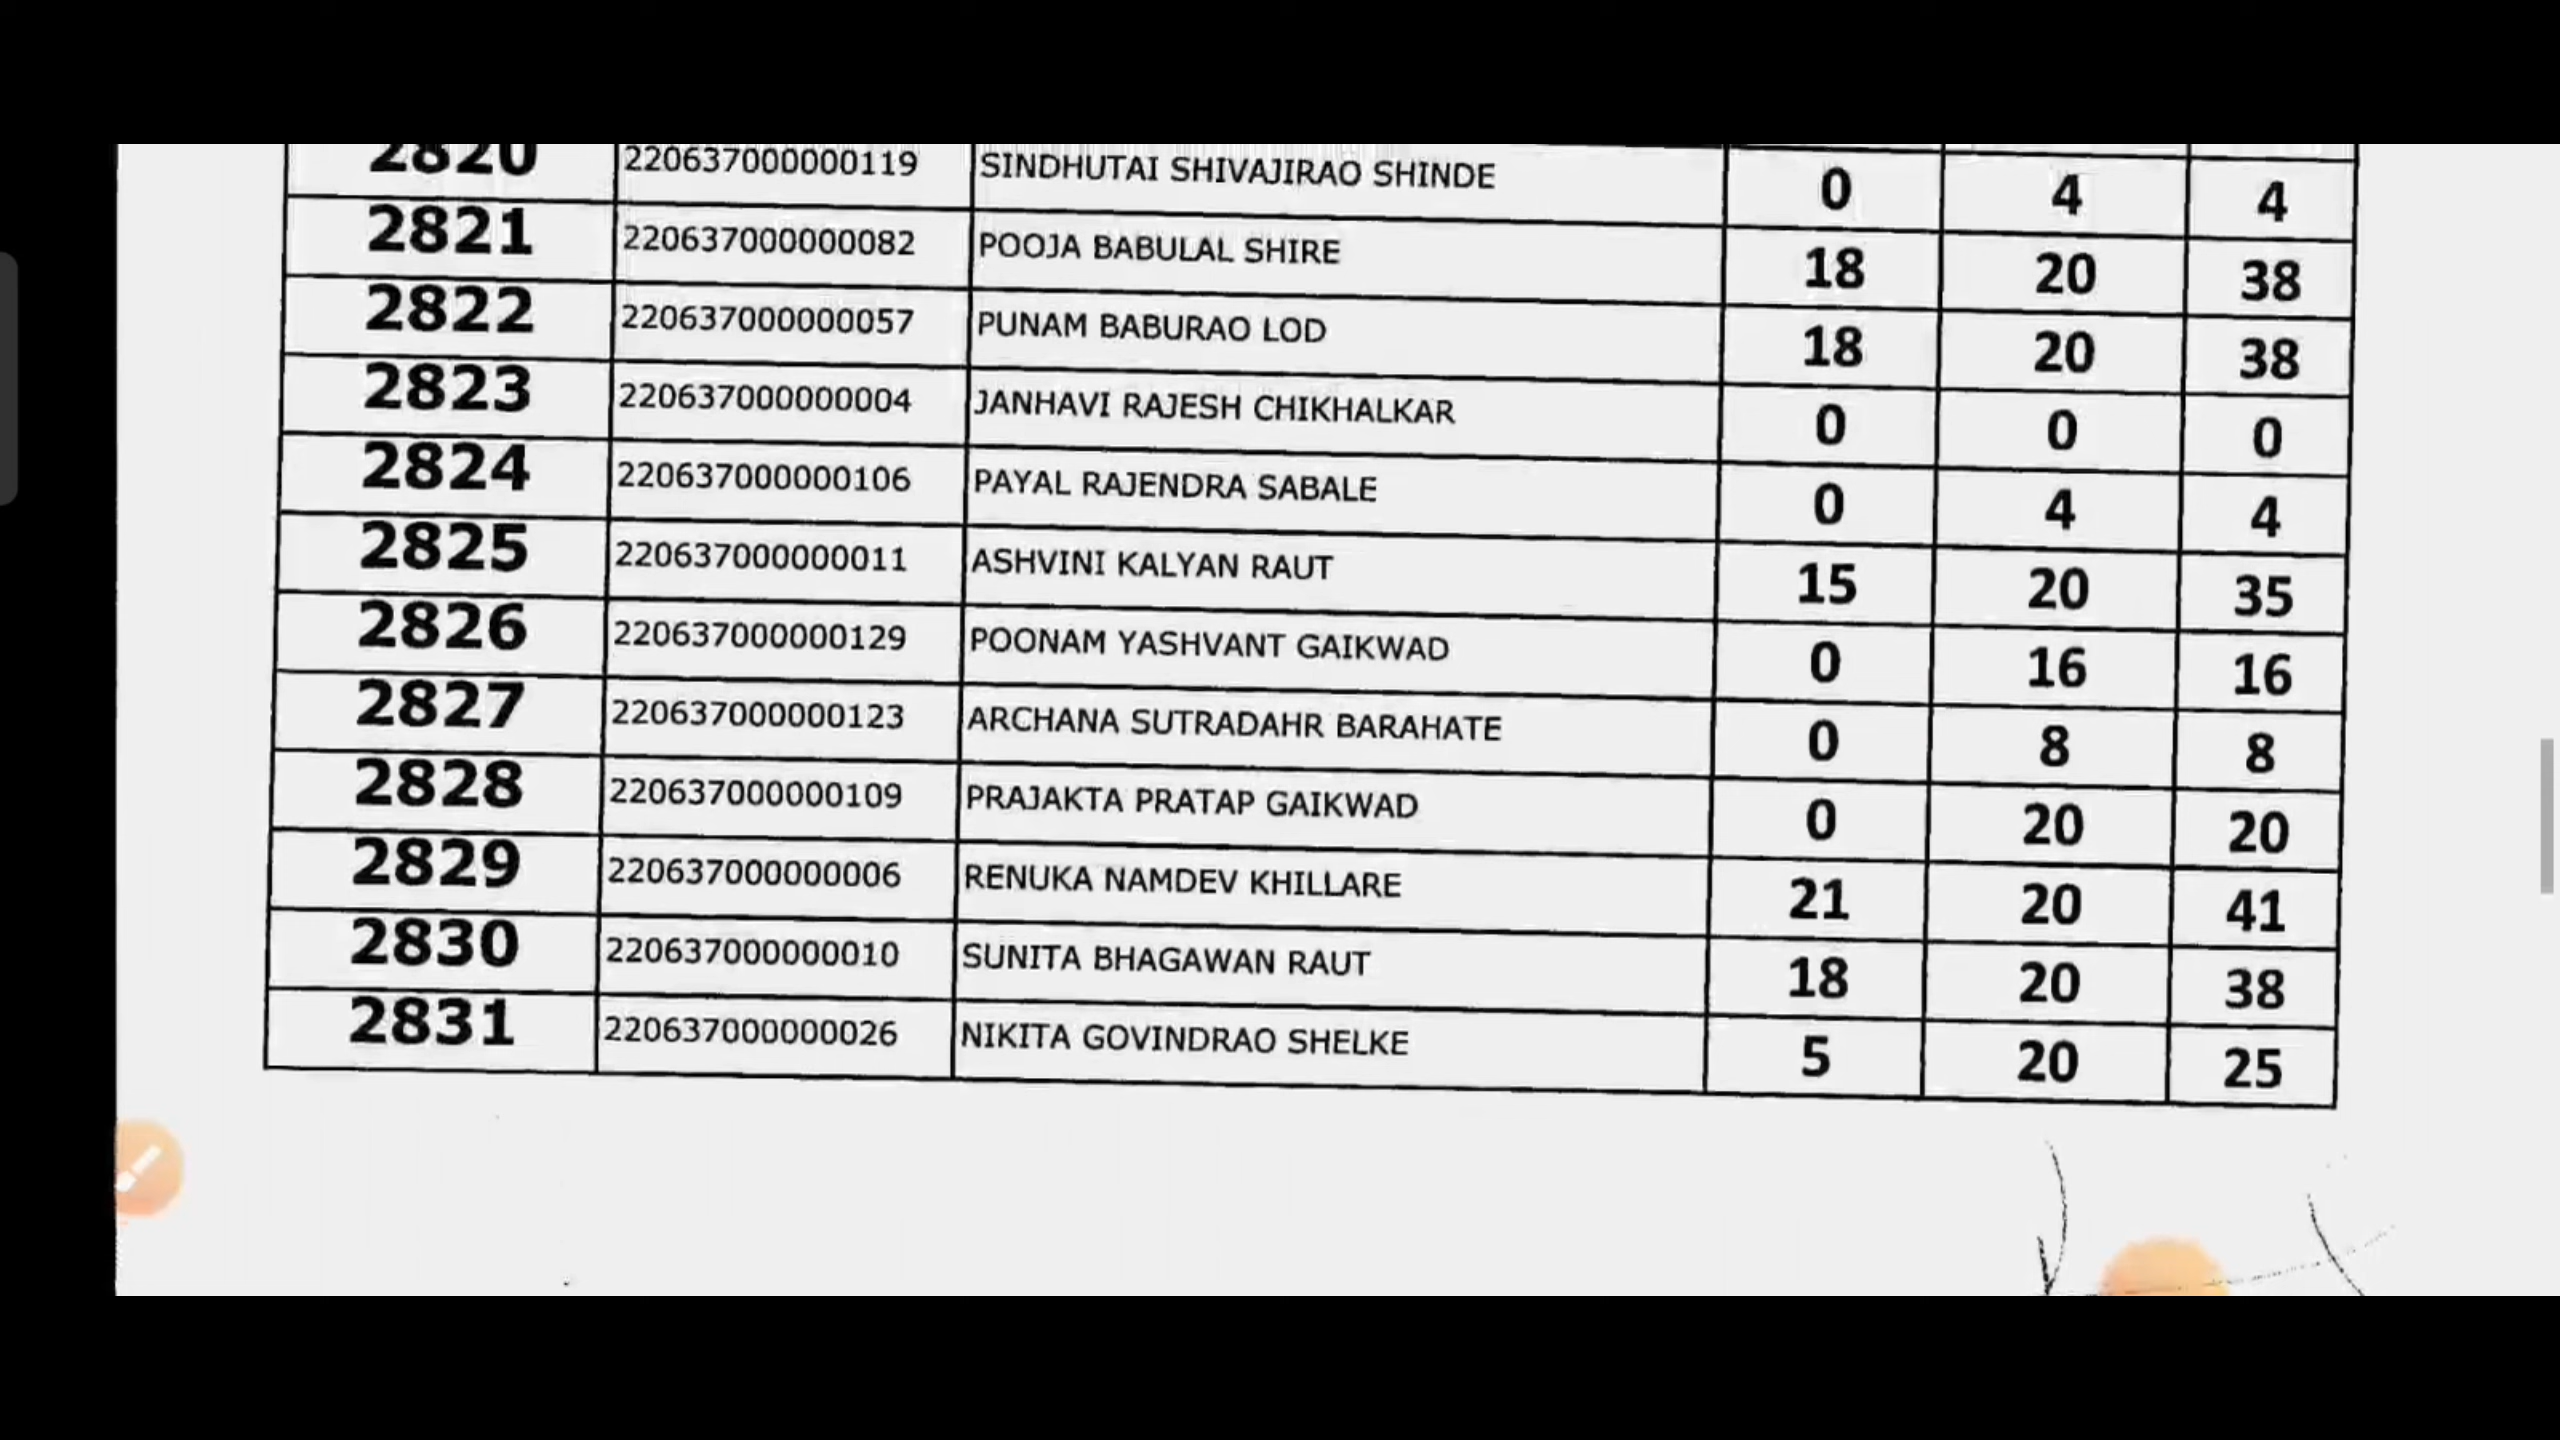 2820 220637000000119 SINDHUTAI SHIVAJIRAO SHINDE 0 4 4
2821 220637000000082 POOJA BABULAL SHIRE 18 20 38
2822 220637000000057 PUNAM BABURAO LOD 18 20 38
2823 220637000000004 JANHAVI RAJESH CHIKHALKAR 0 0 0
2824 220637000000106 PAYAL RAJENDRA SABALE 0 4 4
2825 220637000000011 ASHVINI KALYAN RAUT 15 20 35
2826 220637000000129 POONAM YASHVANT GAIKWAD 0 16 16
2827 220637000000123 ARCHANA SUTRADAHR BARAHATE 0 8 8
2828 220637000000109 PRAJAKTA PRATAP GAIKWAD 0 20 20
2829 220637000000006 RENUKA NAMDEV KHILLARE 21 20 41
2830 220637000000010 SUNITA BHAGAWAN RAUT 18 20 38
2831 220637000000026 NIKITA GOVINDRAO SHELKE 5 20 25